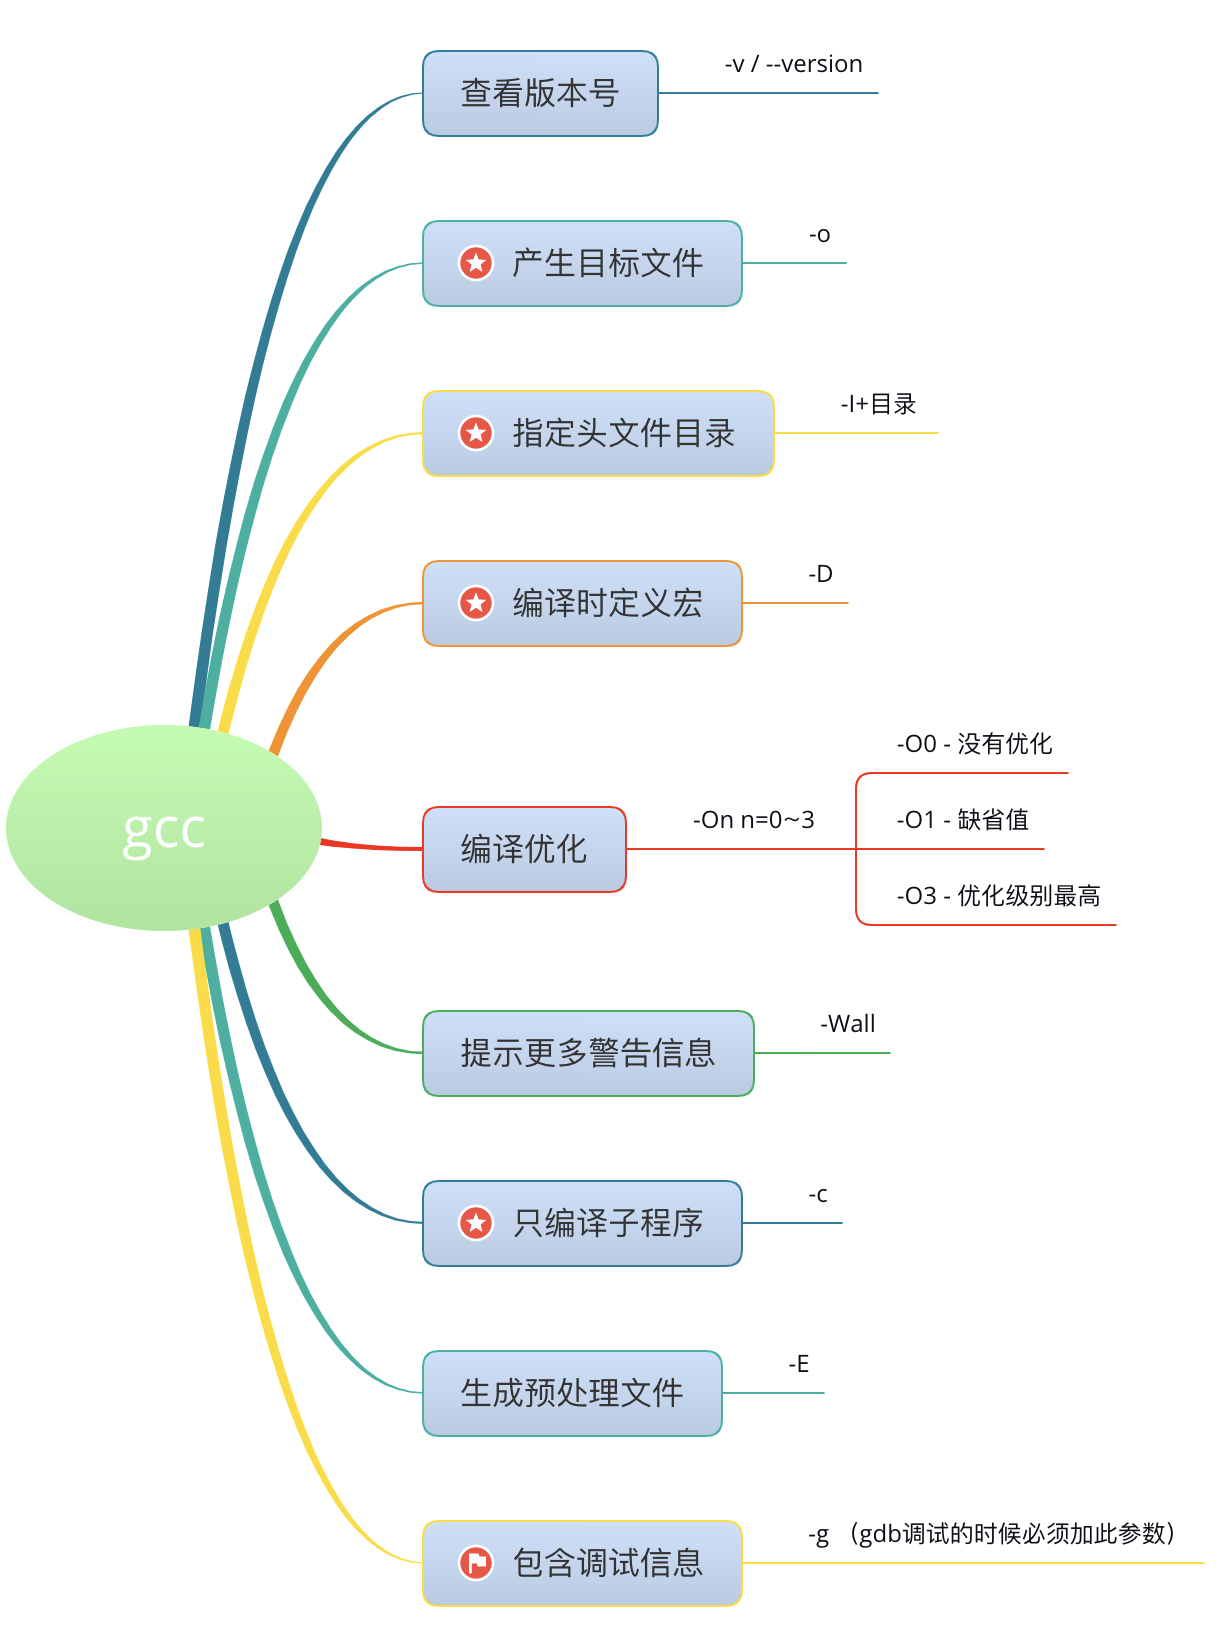 查看版本号
-v / --version
产生目标文件
-o
指定头文件目录
-I+目录
编译时定义宏
-D
gcc
编译优化
-On n=0~3
-O0 - 没有优化
-O1 - 缺省值
-O3 - 优化级别最高
提示更多警告信息
-Wall
只编译子程序
-c
生成预处理文件
-E
包含调试信息
-g （gdb调试的时候必须加此参数）